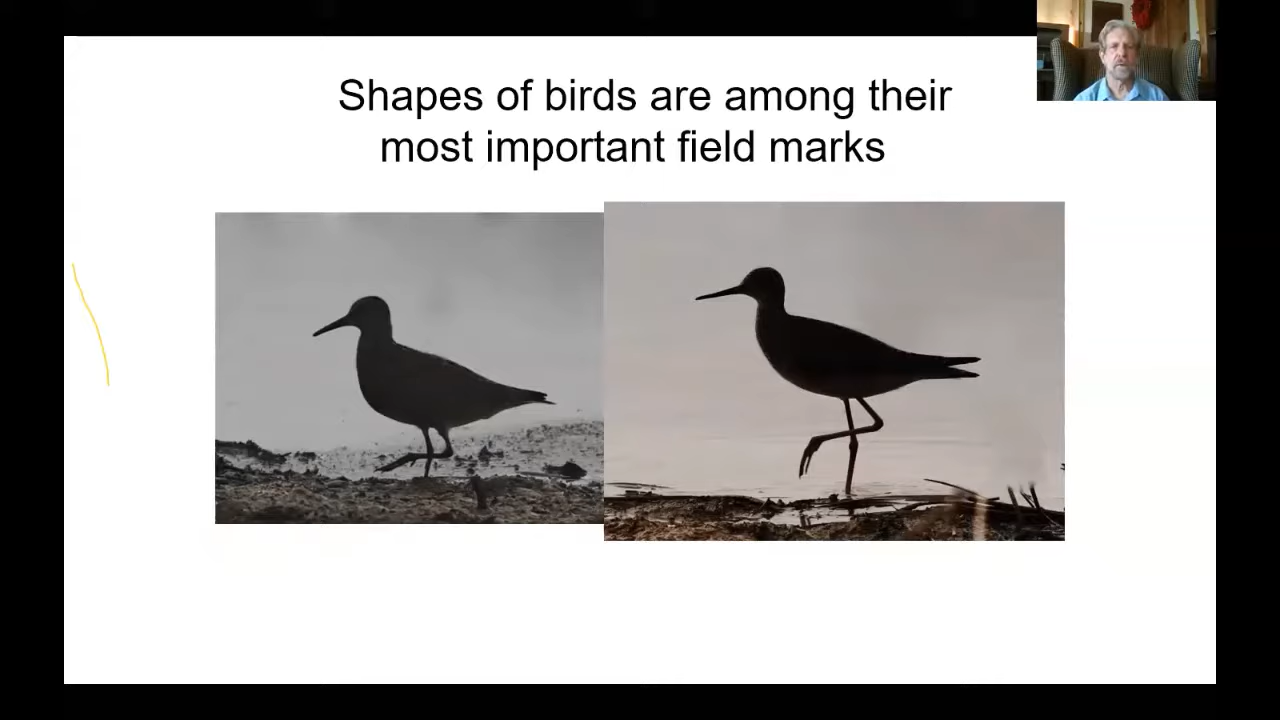 Shapes of birds are among their
most important field marks